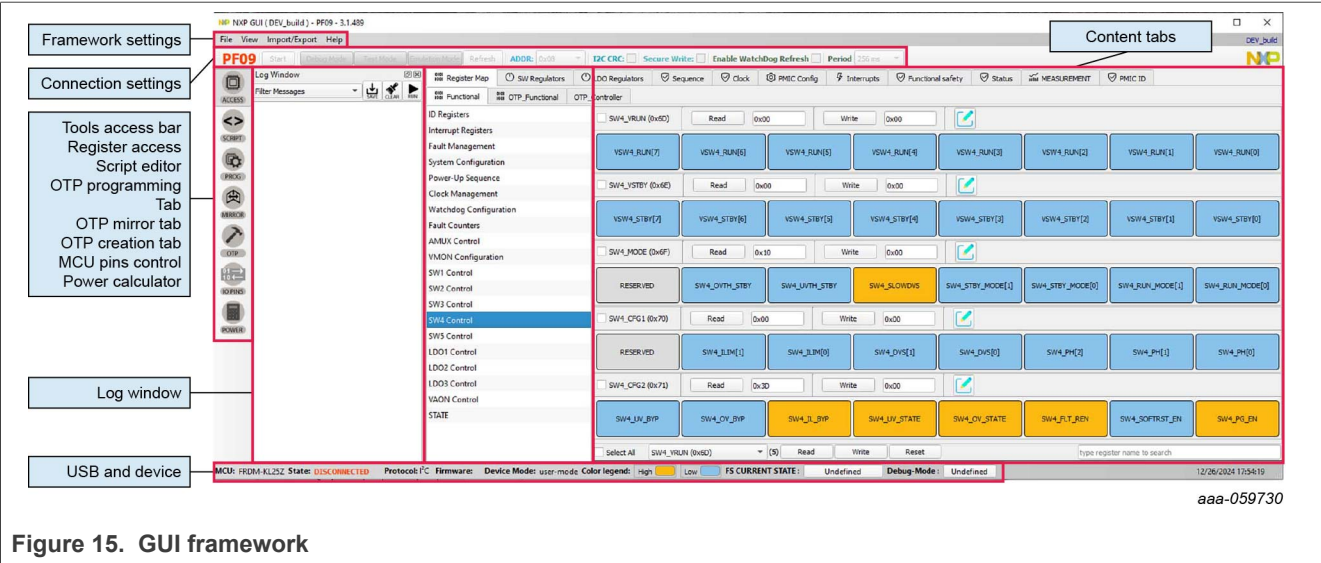 NXP GUI ( DEV_build ) - PF09 - 3.1.489
File View Import/Export Help
DEV_build
PF09 Start Debug Mode Test Mode Refresh ADDR: 0x08 I2C CRC: Secure Write: Enable WatchDog Refresh Period 256 ms
NXP
Framework settings
Connection settings
Tools access bar
Register access
Script editor
OTP programming
Tab
OTP mirror tab
OTP creation tab
MCU pins control
Power calculator
Log window
USB and device
Content tabs
ACCESS
SCRIPT
PROG
MIRROR
OTP
IO PINS
POWER
Log Window
Filter Messages
SAVE CLEAR RUN
Register Map SW Regulators LDO Regulators Sequence Clock PMIC Config Interrupts Functional safety Status MEASUREMENT PMIC ID
Functional OTP_Functional OTP_Controller
ID Registers
Interrupt Registers
Fault Management
System Configuration
Power-Up Sequence
Clock Management
Watchdog Configuration
Fault Counters
AMUX Control
VMON Configuration
SW1 Control
SW2 Control
SW3 Control
SW4 Control
SW5 Control
LDO1 Control
LDO2 Control
LDO3 Control
VAON Control
STATE
SW4_VRUN (0x6D) Read 0x00 Write 0x00
VSW4_RUN[7] VSW4_RUN[6] VSW4_RUN[5] VSW4_RUN[4] VSW4_RUN[3] VSW4_RUN[2] VSW4_RUN[1] VSW4_RUN[0]
SW4_VSTBY (0x6E) Read 0x00 Write 0x00
VSW4_STBY[7] VSW4_STBY[6] VSW4_STBY[5] VSW4_STBY[4] VSW4_STBY[3] VSW4_STBY[2] VSW4_STBY[1] VSW4_STBY[0]
SW4_MODE (0x6F) Read 0x10 Write 0x00
RESERVED SW4_OVTH_STBY SW4_UVTH_STBY SW4_SLOWDVS SW4_STBY_MODE[1] SW4_STBY_MODE[0] SW4_RUN_MODE[1] SW4_RUN_MODE[0]
SW4_CFG1 (0x70) Read 0x00 Write 0x00
RESERVED SW4_ILIM[1] SW4_ILIM[0] SW4_DVS[1] SW4_DVS[0] SW4_PH[2] SW4_PH[1] SW4_PH[0]
SW4_CFG2 (0x71) Read 0x3D Write 0x00
SW4_UV_BYP SW4_OV_BYP SW4_IL_BYP SW4_UV_STATE SW4_OV_STATE SW4_FLT_REN SW4_SOFTRST_EN SW4_PG_EN
Select All SW4_VRUN (0x6D) (5) Read Write Reset type register name to search
MCU: FRDM-KL25Z State: DISCONNECTED Protocol: I²C Firmware: Device Mode: user-mode Color legend: High Low FS CURRENT STATE : Undefined Debug-Mode : Undefined 12/26/2024 17:54:19
aaa-059730
Figure 15. GUI framework